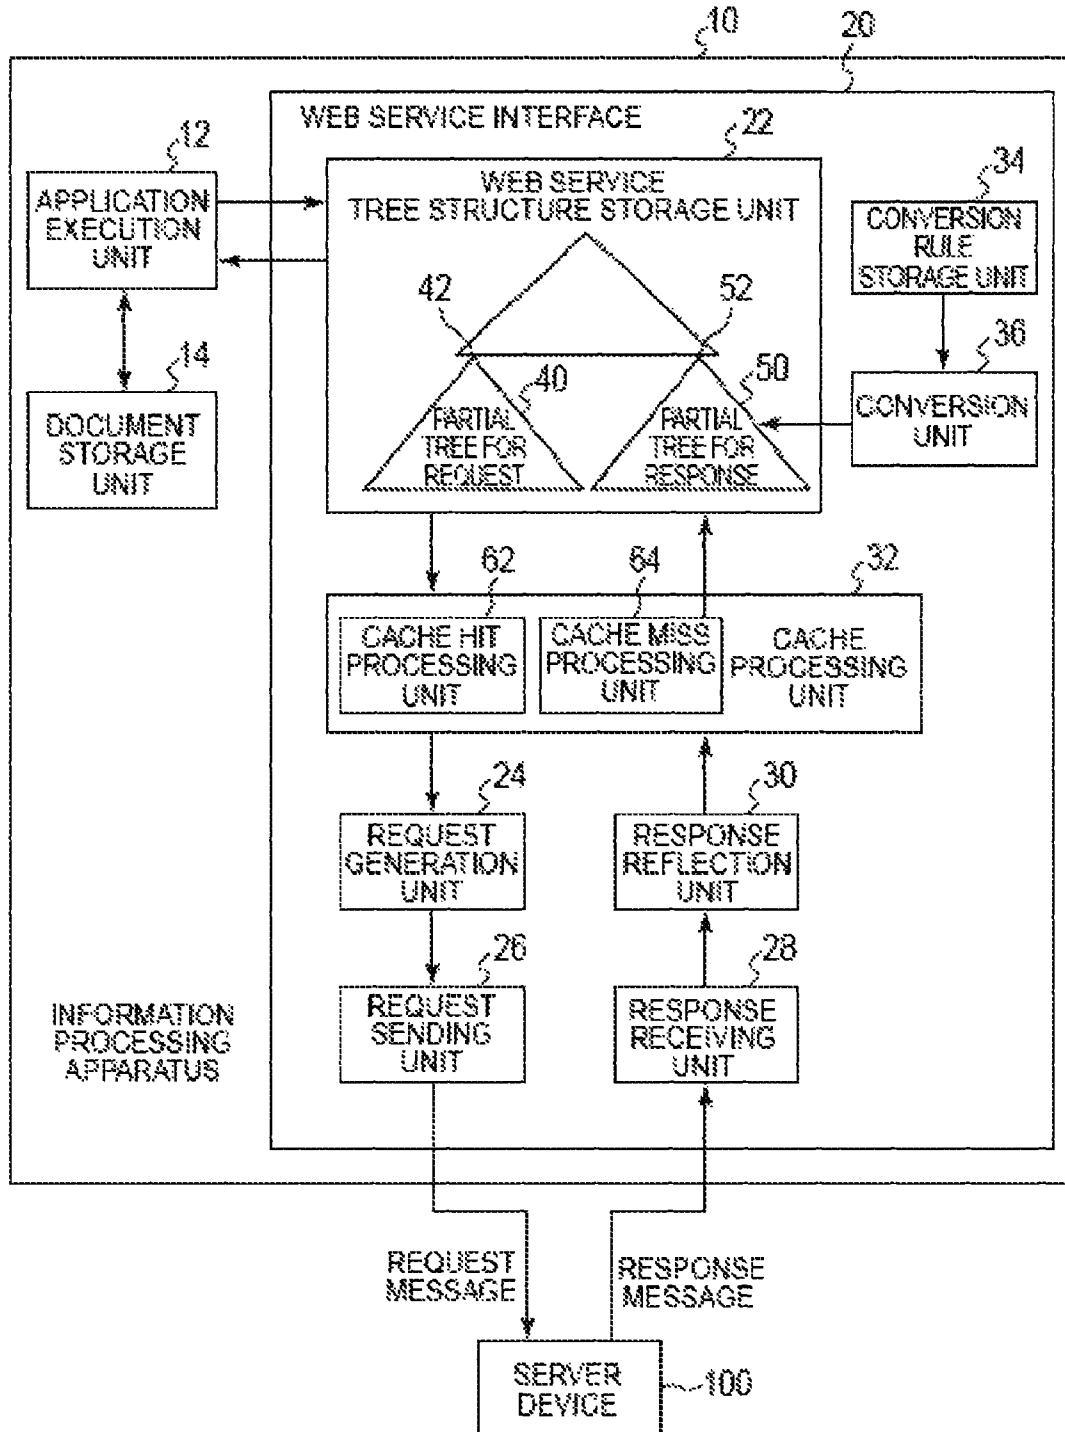 10
20
WEB SERVICE INTERFACE
12
APPLICATION
EXECUTION
UNIT
22
WEB SERVICE
TREE STRUCTURE STORAGE UNIT
34
CONVERSION
RULE
STORAGE UNIT
42
52
14
DOCUMENT
STORAGE
UNIT
40
PARTIAL
TREE FOR
REQUEST
50
PARTIAL
TREE FOR
RESPONSE
36
CONVERSION
UNIT
62
CACHE HIT
PROCESSING
UNIT
64
CACHE MISS
PROCESSING
UNIT
32
CACHE
PROCESSING
UNIT
24
REQUEST
GENERATION
UNIT
30
RESPONSE
REFLECTION
UNIT
26
REQUEST
SENDING
UNIT
28
RESPONSE
RECEIVING
UNIT
INFORMATION
PROCESSING
APPARATUS
REQUEST
MESSAGE
RESPONSE
MESSAGE
SERVER
DEVICE
100